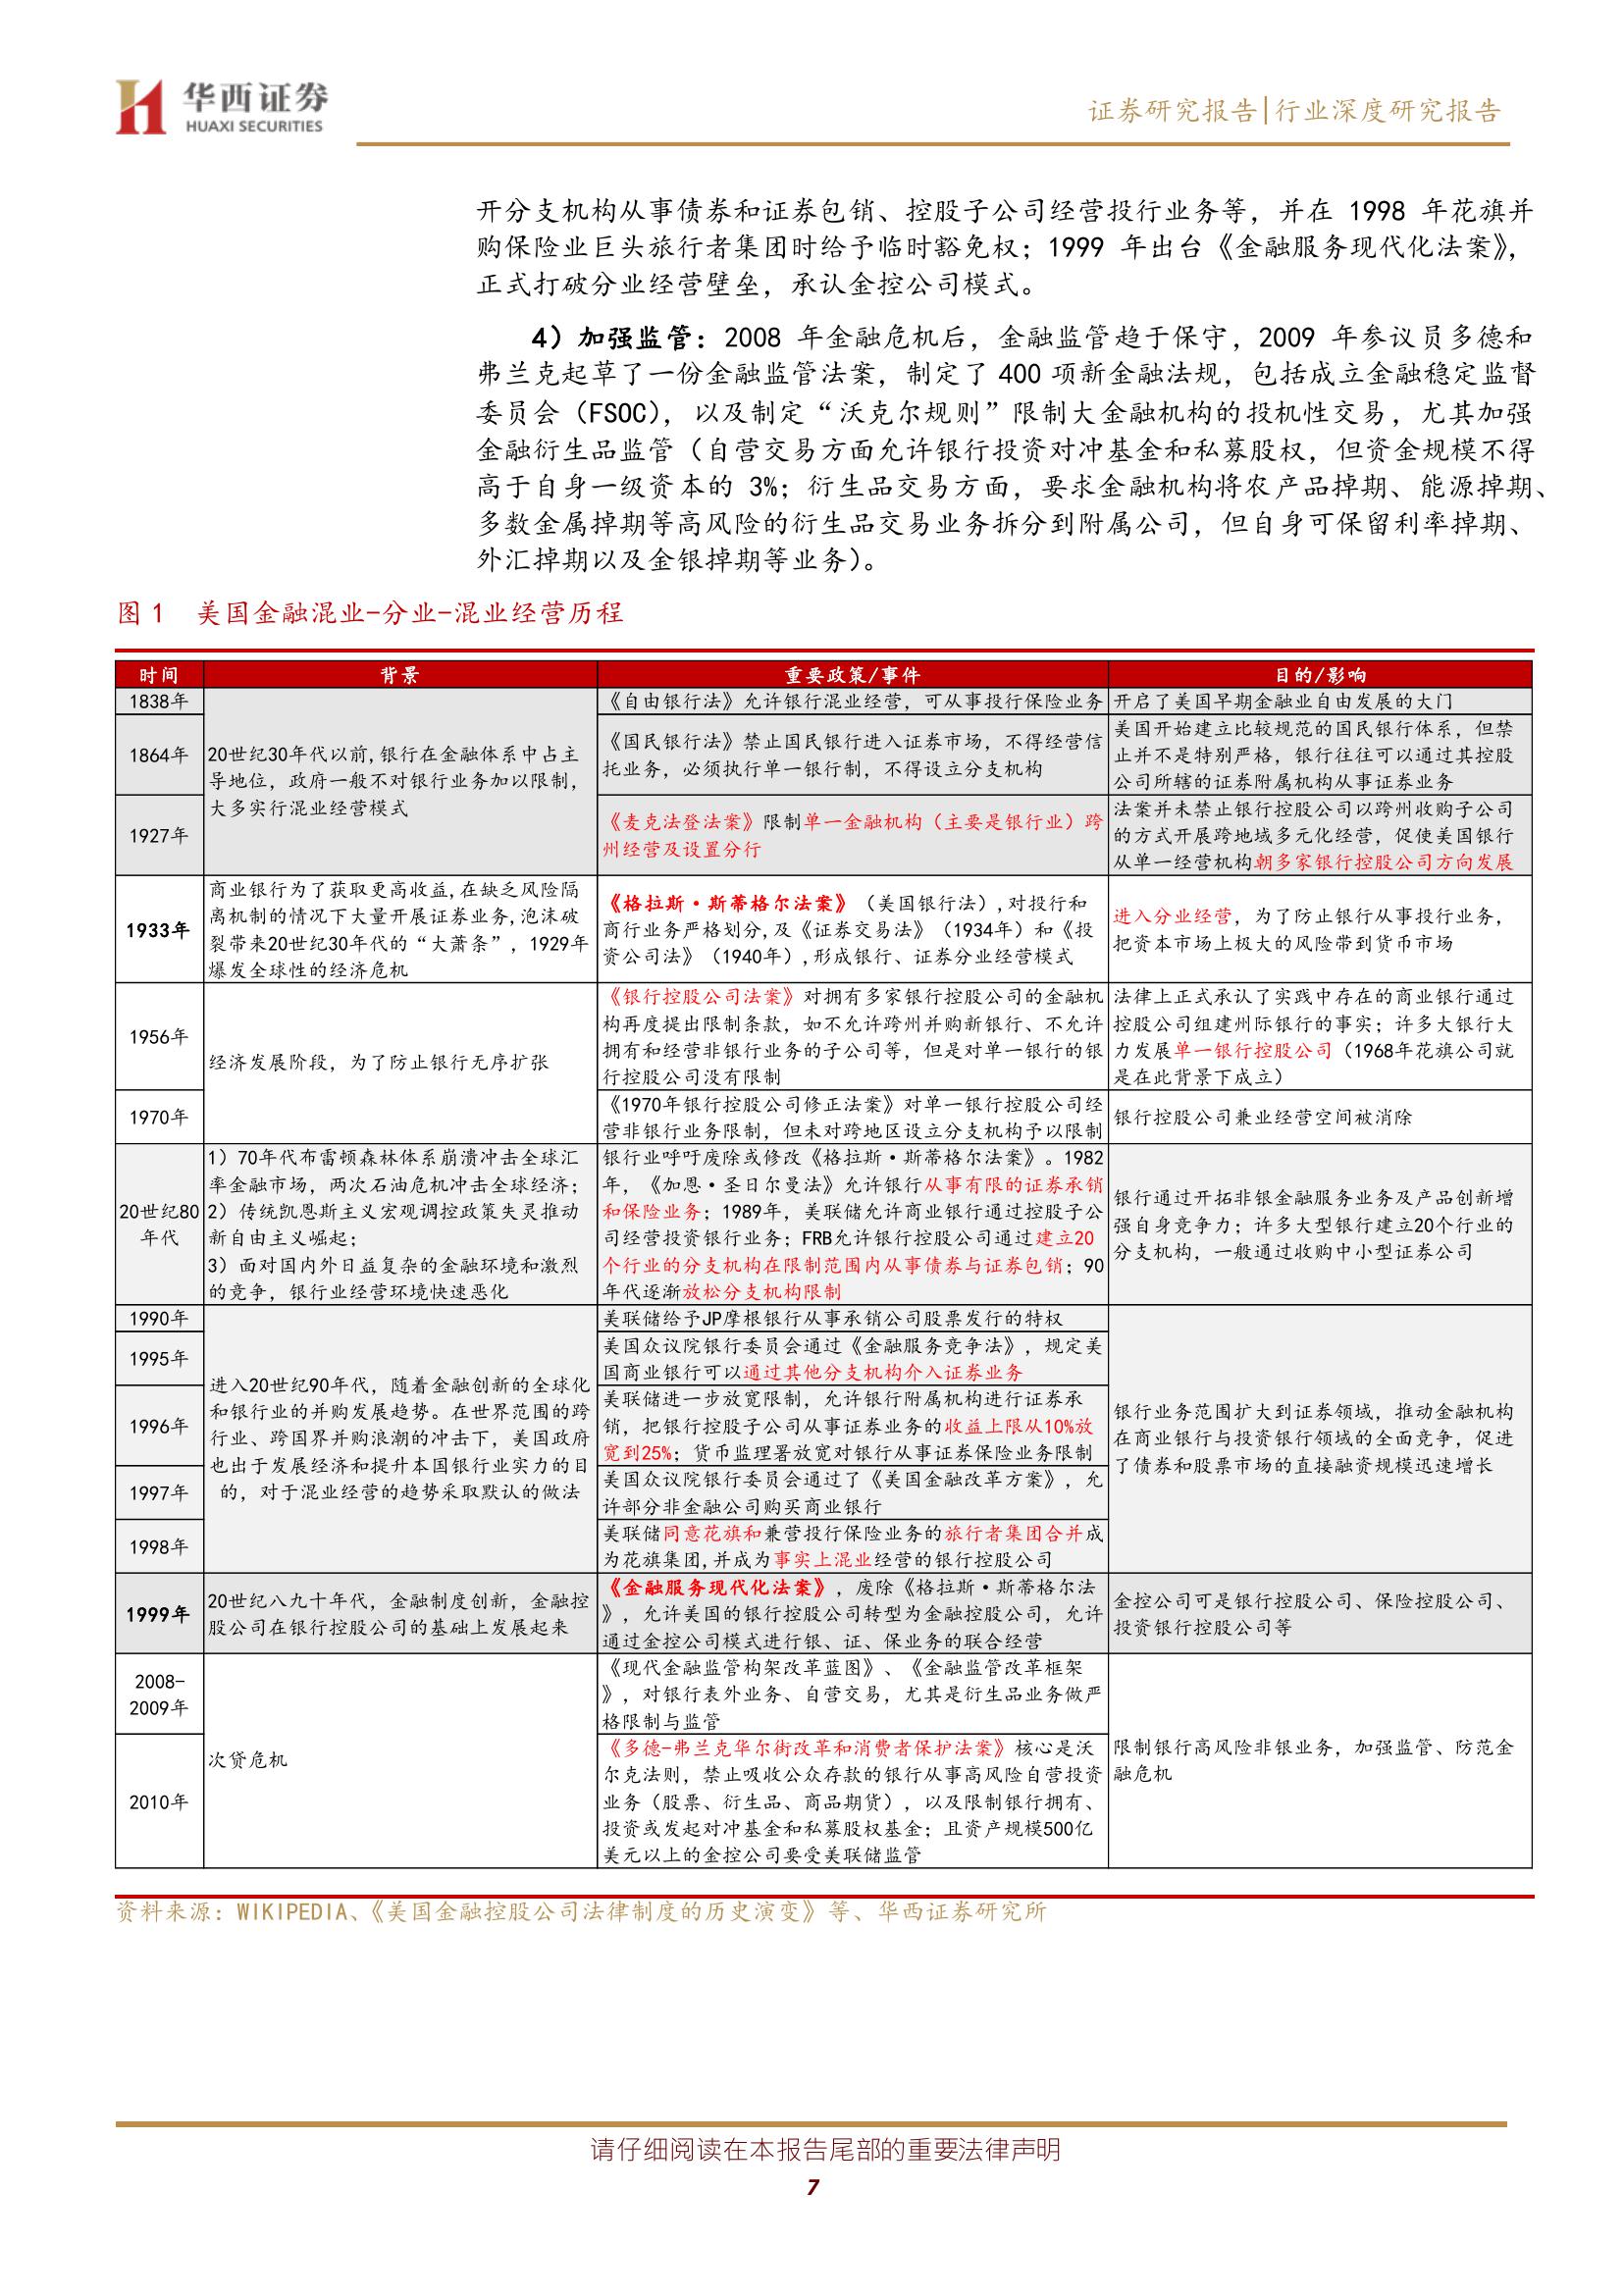 华西证券
HUAXI SECURITIES
证券研究报告|行业深度研究报告
开分支机构从事债券和证券包销、控股子公司经营投行业务等，并在 1998 年花旗并
购保险业巨头旅行者集团时给予临时豁免权；1999 年出台《金融服务现代化法案》，
正式打破分业经营壁垒，承认金控公司模式。
4）加强监管：2008 年金融危机后，金融监管趋于保守，2009 年参议员多德和
弗兰克起草了一份金融监管法案，制定了 400 项新金融法规，包括成立金融稳定监督
委员会（FSOC），以及制定“沃克尔规则”限制大金融机构的投机性交易，尤其加强
金融衍生品监管（自营交易方面允许银行投资对冲基金和私募股权，但资金规模不得
高于自身一级资本的 3%；衍生品交易方面，要求金融机构将农产品掉期、能源掉期、
多数金属掉期等高风险的衍生品交易业务拆分到附属公司，但自身可保留利率掉期、
外汇掉期以及金银掉期等业务）。
图 1 美国金融混业-分业-混业经营历程
时间 背景 重要政策/事件 目的/影响
1838年
《自由银行法》允许银行混业经营，可从事投行保险业务
开启了美国早期金融业自由发展的大门
20世纪30年代以前,银行在金融体系中占主
导地位，政府一般不对银行业务加以限制，
大多实行混业经营模式
1864年
《国民银行法》禁止国民银行进入证券市场，不得经营信
托业务，必须执行单一银行制，不得设立分支机构
美国开始建立比较规范的国民银行体系，但禁
止并不是特别严格，银行往往可以通过其控股
公司所辖的证券附属机构从事证券业务
1927年
《麦克法登法案》限制单一金融机构（主要是银行业）跨
州经营及设置分行
法案并未禁止银行控股公司以跨州收购子公司
的方式开展跨地域多元化经营，促使美国银行
从单一经营机构朝多家银行控股公司方向发展
1933年
商业银行为了获取更高收益,在缺乏风险隔
离机制的情况下大量开展证券业务,泡沫破
裂带来20世纪30年代的“大萧条”，1929年
爆发全球性的经济危机
《格拉斯·斯蒂格尔法案》（美国银行法）,对投行和
商行业务严格划分,及《证券交易法》（1934年）和《投
资公司法》（1940年）,形成银行、证券分业经营模式
进入分业经营，为了防止银行从事投行业务，
把资本市场上极大的风险带到货币市场
1956年
经济发展阶段，为了防止银行无序扩张
《银行控股公司法案》对拥有多家银行控股公司的金融机
构再度提出限制条款，如不允许跨州并购新银行、不允许
拥有和经营非银行业务的子公司等，但是对单一银行的银
行控股公司没有限制
法律上正式承认了实践中存在的商业银行通过
控股公司组建州际银行的事实；许多大银行大
力发展单一银行控股公司（1968年花旗公司就
是在此背景下成立）
1970年
《1970年银行控股公司修正法案》对单一银行控股公司经
营非银行业务限制，但未对跨地区设立分支机构予以限制
银行控股公司兼业经营空间被消除
20世纪80
年代
1）70年代布雷顿森林体系崩溃冲击全球汇
率金融市场，两次石油危机冲击全球经济；
2）传统凯恩斯主义宏观调控政策失灵推动
新自由主义崛起；
3）面对国内外日益复杂的金融环境和激烈
的竞争，银行业经营环境快速恶化
银行业呼吁废除或修改《格拉斯·斯蒂格尔法案》。1982
年，《加恩·圣日尔曼法》允许银行从事有限的证券承销
和保险业务；1989年，美联储允许商业银行通过控股子公
司经营投资银行业务；FRB允许银行控股公司通过建立20
个行业的分支机构在限制范围内从事债券与证券包销；90
年代逐渐放松分支机构限制
银行通过开拓非银金融服务业务及产品创新增
强自身竞争力；许多大型银行建立20个行业的
分支机构，一般通过收购中小型证券公司
1990年
美联储给予JP摩根银行从事承销公司股票发行的特权
1995年
美国众议院银行委员会通过《金融服务竞争法》，规定美
国商业银行可以通过其他分支机构介入证券业务
进入20世纪90年代，随着金融创新的全球化
和银行业的并购发展趋势。在世界范围的跨
行业、跨国界并购浪潮的冲击下，美国政府
也出于发展经济和提升本国银行业实力的目
的，对于混业经营的趋势采取默认的做法
1996年
美联储进一步放宽限制，允许银行附属机构进行证券承
销，把银行控股子公司从事证券业务的收益上限从10%放
宽到25%；货币监理署放宽对银行从事证券保险业务限制
银行业务范围扩大到证券领域，推动金融机构
在商业银行与投资银行领域的全面竞争，促进
了债券和股票市场的直接融资规模迅速增长
1997年
美国众议院银行委员会通过了《美国金融改革方案》，允
许部分非金融公司购买商业银行
1998年
美联储同意花旗和兼营投行保险业务的旅行者集团合并成
为花旗集团,并成为事实上混业经营的银行控股公司
1999年
20世纪八九十年代，金融制度创新，金融控
股公司在银行控股公司的基础上发展起来
《金融服务现代化法案》，废除《格拉斯·斯蒂格尔法
》，允许美国的银行控股公司转型为金融控股公司，允许
通过金控公司模式进行银、证、保业务的联合经营
金控公司可是银行控股公司、保险控股公司、
投资银行控股公司等
2008-
2009年
《现代金融监管构架改革蓝图》、《金融监管改革框架
》，对银行表外业务、自营交易，尤其是衍生品业务做严
格限制与监管
次贷危机
限制银行高风险非银业务，加强监管、防范金
融危机
2010年
《多德-弗兰克华尔街改革和消费者保护法案》核心是沃
尔克法则，禁止吸收公众存款的银行从事高风险自营投资
业务（股票、衍生品、商品期货），以及限制银行拥有、
投资或发起对冲基金和私募股权基金；且资产规模500亿
美元以上的金控公司要受美联储监管
资料来源：WIKIPEDIA、《美国金融控股公司法律制度的历史演变》等、华西证券研究所
请仔细阅读在本报告尾部的重要法律声明
7